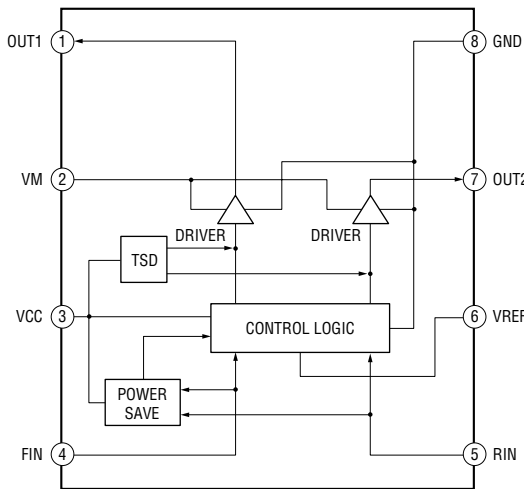 OUT1 1
8 GND
VM 2
7 OUT2
DRIVER
DRIVER
TSD
VCC 3
CONTROL LOGIC
6 VREF
POWER
SAVE
FIN 4
5 RIN